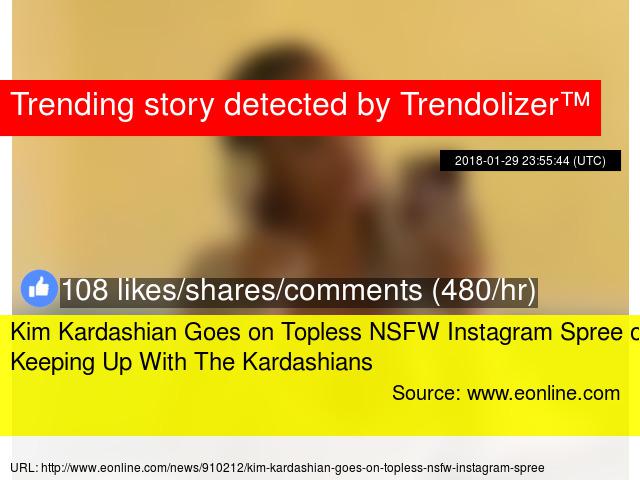 Trending story detected by Trendolizer™
2018-01-29 23:55:44 (UTC)
108 likes/shares/comments (480/hr)
Kim Kardashian Goes on Topless NSFW Instagram Spree
Keeping Up With The Kardashians
Source: www.eonline.com
URL: http://www.eonline.com/news/910212/kim-kardashian-goes-on-topless-nsfw-instagram-spree